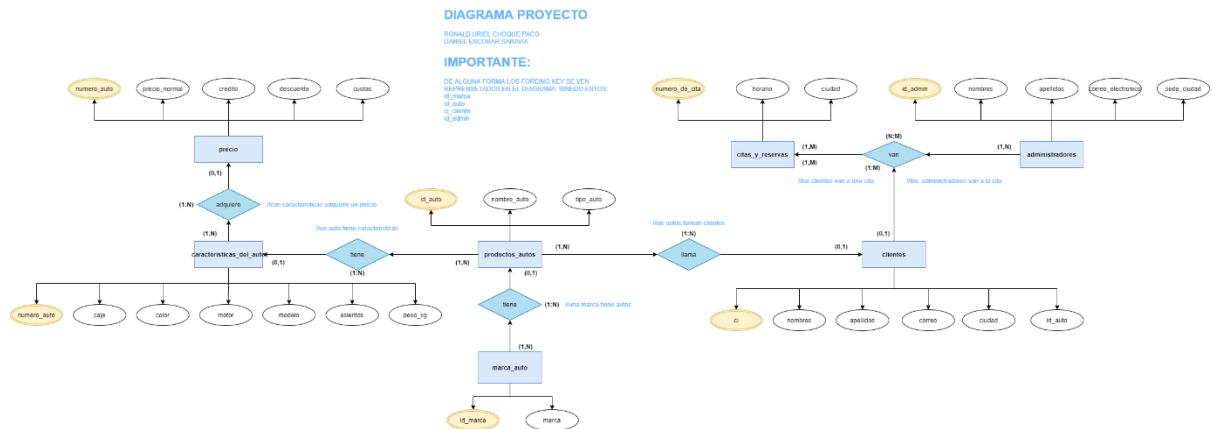 DIAGRAMA PROYECTO
RONALD URIEL CHOQUE PACO
DANIEL ESCOBAR SARAVIA
IMPORTANTE:
DE ALGUNA FORMA LOS FOREING KEY SE VEN
REPRENSETADOS EN EL DIAGRAMA, SINEDO ESTOS
id_marca
id_auto
ci_cliente
id_admin
numero_auto
precio_normal
credito
descuento
cuotas
numero_de_cita
horario
ciudad
id_admin
nombres
apelidos
correo_electronico
sede_ciudad
precio
(0,1)
(1:N)
adquiere
//con caracteristicas adquiere un precio
(1,N)
citas_y_reservas
(1,M)
(1,M)
(N:M)
van
(1:M)
(1,N)
administradores
//los clientes van a una cita
//los administradores van a la cita
id_auto
nombre_auto
tipo_auto
//un auto tiene caracteristicas
//los autos llaman clientes
caracteristicas_del_auto
(0,1)
tiene
(1:N)
(1,N)
productos_autos
(1,N)
(0,1)
(1:N)
llama
(0,1)
(0,1)
clientes
numero_auto
caja
color
motor
modelo
asientos
peso_kg
tiene
(1:N)
//una marca tiene autos
(1,N)
marca_auto
id_marca
marca
ci
nombres
apelidos
correo
ciudad
id_auto